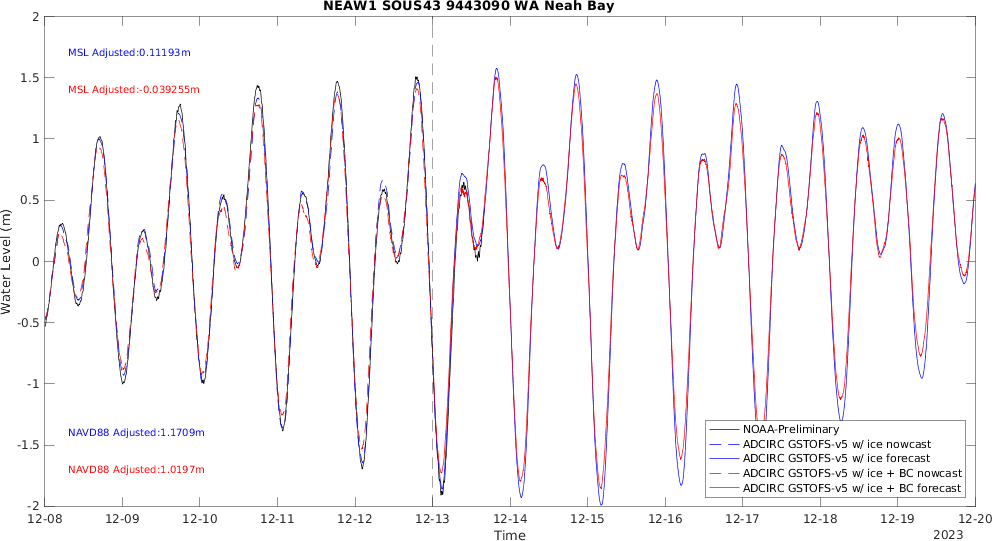 NEAW1 SOUS43 9443090 WA Neah Bay
2
1.5
1
0.5
0
-0.5
-1
-1.5
-2
Water Level (m)
MSL Adjusted:0.11193m
MSL Adjusted:-0.039255m
NAVD88 Adjusted:1.1709m
NAVD88 Adjusted:1.0197m
NOAA-Preliminary
ADCIRC GSTOFS-v5 w/ ice nowcast
ADCIRC GSTOFS-v5 w/ ice forecast
ADCIRC GSTOFS-v5 w/ ice + BC nowcast
ADCIRC GSTOFS-v5 w/ ice + BC forecast
12-08 12-09 12-10 12-11 12-12 12-13 12-14 12-15 12-16 12-17 12-18 12-19 12-20
Time
2023